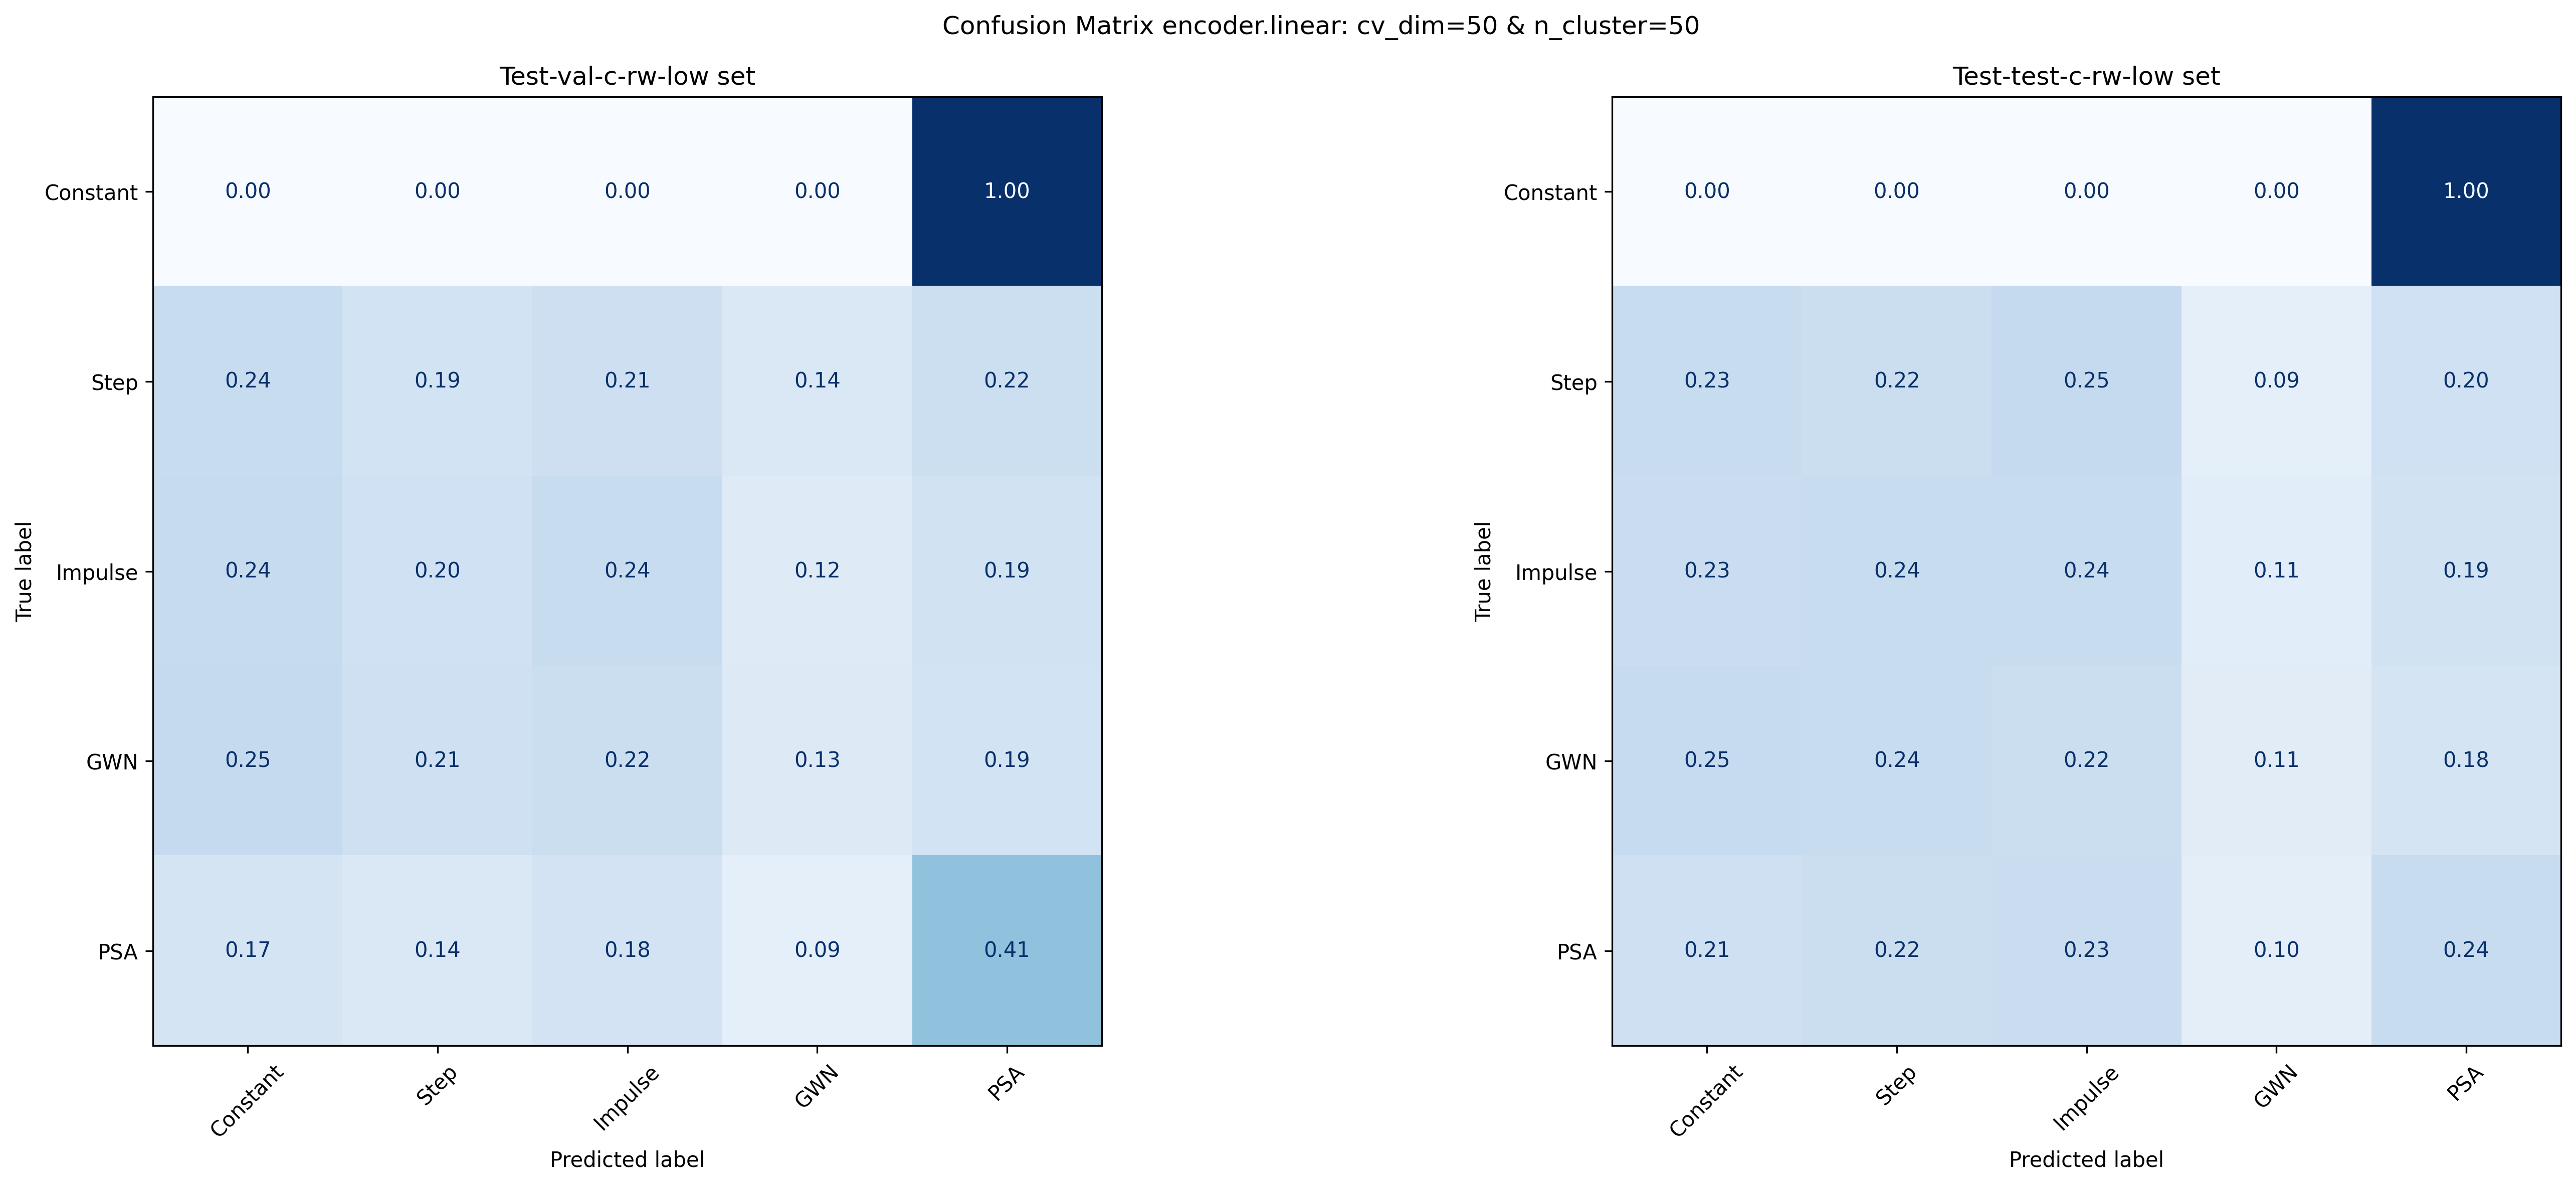 Confusion Matrix encoder.linear: cv_dim=50 & n_cluster=50
Test-val-c-rw-low set
True label
Constant 0.00 0.00 0.00 0.00 1.00
Step 0.24 0.19 0.21 0.14 0.22
Impulse 0.24 0.20 0.24 0.12 0.19
GWN 0.25 0.21 0.22 0.13 0.19
PSA 0.17 0.14 0.18 0.09 0.41
Constant Step Impulse GWN PSA
Predicted label
Test-test-c-rw-low set
True label
Constant 0.00 0.00 0.00 0.00 1.00
Step 0.23 0.22 0.25 0.09 0.20
Impulse 0.23 0.24 0.24 0.11 0.19
GWN 0.25 0.24 0.22 0.11 0.18
PSA 0.21 0.22 0.23 0.10 0.24
Constant Step Impulse GWN PSA
Predicted label